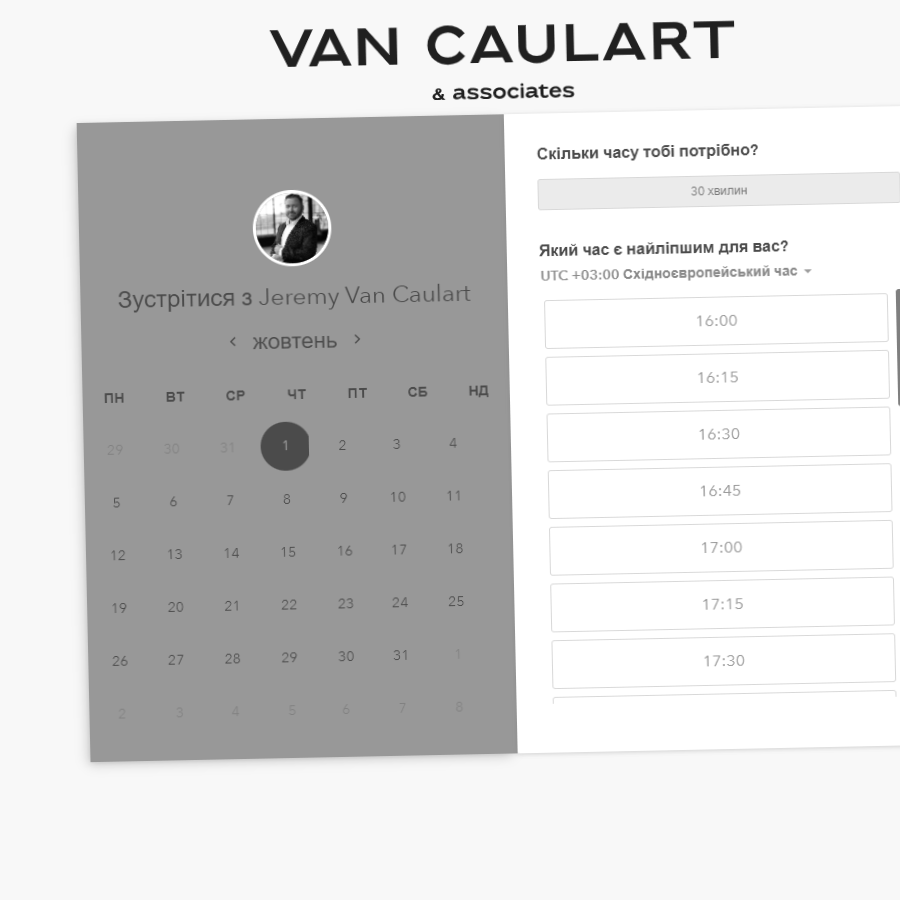 VAN CAULART
& associates
Зустрітися з Jeremy Van Caulart
жовтень
ПН ВТ СР ЧТ ПТ СБ НД
29 30 31 1 2 3 4
5 6 7 8 9 10 11
12 13 14 15 16 17 18
19 20 21 22 23 24 25
26 27 28 29 30 31 1
2 3 4 5 6 7 8
Скільки часу тобі потрібно?
30 хвилин
Який час є найліпшим для вас?
UTC +03:00 Східноєвропейський час
16:00
16:15
16:30
16:45
17:00
17:15
17:30